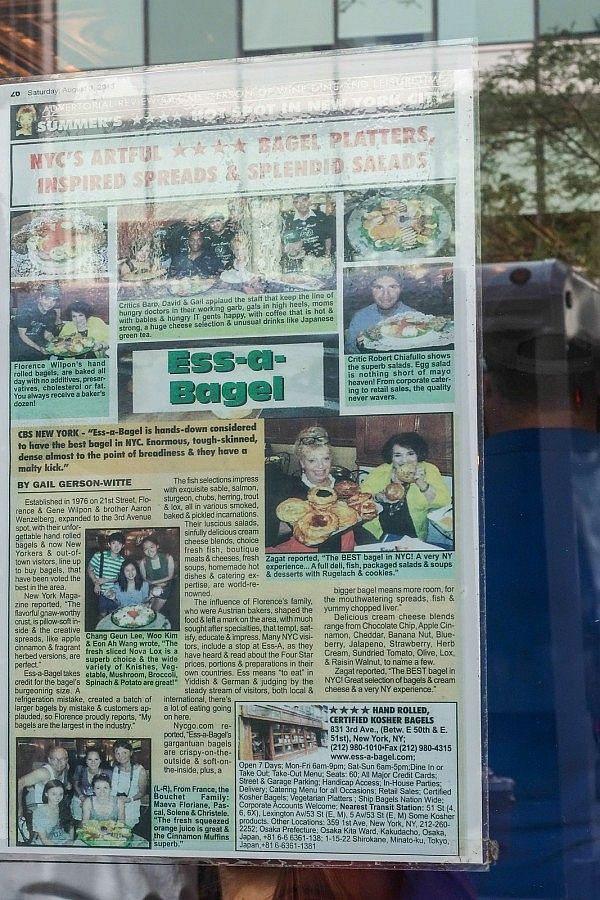 28 Saturday, August 3, 2013
ADVERTORIAL REVIEW BY
WINE DINE AND LEISURE
SUMMER'S ★★★★ HOT SPOT IN NEW YORK CITY
NYC'S ARTFUL ★★★★ BAGEL PLATTERS,
INSPIRED SPREADS & SPLENDID SALADS
Critics Barp, David & Gail applaud the staff that keep the line of
hungry doctors in their working garb, gals in high heels, moms
with babies & hungry IT gents happy, with coffee that is hot &
strong, a huge cheese selection & unusual drinks like Japanese
green tea.
Florence Wilpon's hand
rolled bagels, are baked all
day with no additives, preser-
vatives, cholesterol or fat.
You always receive a baker's
dozen!
Critic Robert Chiafullo shows
the superb salads. Egg salad
is nothing short of mayo
heaven! From corporate cater-
ing to retail sales, the quality
never wavers.
Ess-a-
Bagel
CBS NEW YORK - "Ess-a-Bagel is hands-down considered
to have the best bagel in NYC. Enormous, tough-skinned,
dense almost to the point of breadiness & they have a
malty kick."
BY GAIL GERSON-WITTE
Established in 1976 on 21st Street, Flo-
rence & Gene Wilpon & brother Aaron
Wenzelberg, expanded to the 3rd Avenue
spot, with their unfor-
gettable hand rolled
bagels & now New
Yorkers & out-of-
town visitors, line up
to buy bagels, that
have been voted the
best in the area.
New York Maga-
zine reported, "The
flavorful gnaw-worthy
crust, is pillow-soft in-
side & the creative
spreads, like apple
cinnamon & fragrant
herbed versions, are
perfect."
Ess-a-Bagel takes
credit for the bagel's
burgeoning size. A
refrigeration mistake, created a batch of
larger bagels by mistake & customers ap-
plauded, so Florence proudly reports, "My
bagels are the largest in the industry."
Chang Geun Lee, Woo Kim
& Eon Ah Wang wrote, "The
fresh sliced Nova Lox is a
superb choice & the wide
variety of Knishes, Veg-
etable, Mushroom, Broccoli,
Spinach & Potato are great!"
The fish selections impress
with exquisite sable, salmon,
sturgeon, chubs, herring, trout
& lox, all in various smoked,
baked & pickled incarnations.
Their luscious salads,
sinfully delicious cream
cheese blends, choice
fresh fish, boutique
meats & cheeses, fresh
soups, homemade hot
dishes & catering ex-
pertise, are world-re-
nowned.
The influence of Florence's family,
who were Austrian bakers, shaped the
food & left a mark on the area, with much
sought after specialties, that tempt, sat-
isfy, educate & impress. Many NYC vis-
itors, include a stop at Ess-A, as they
have heard & read about the Four Star
prices, portions & preparations in their
own countries. Ess means "to eat" in
Yiddish & German & judging by the
steady stream of visitors, both local &
international, there's
a lot of eating going
on here.
Nyogo.com re-
ported, "Ess-a-Bagel's
gargantuan bagels
are crispy-on-the-
outside & soft-on-
the-inside, plus, a
(L-R), From France, the
Bouchet Family:
Maeva Floriane, Pas-
cal, Solene & Christele.
"The fresh squeezed
orange juice is great &
the Cinnamon Muffins
superb."
Zagat reported, "The BEST bagel in NYC! A very NY
experience... A full deli, fish, packaged salads & soups
& desserts with Rugelach & cookies."
bigger bagel means more room, for
the mouthwatering spreads, fish &
yummy chopped liver."
Delicious cream cheese blends
range from Chocolate Chip, Apple Cin-
namon, Cheddar, Banana Nut, Blue-
berry, Jalapeno, Strawberry, Herb
Cream, Sundried Tomato, Olive, Lox,
& Raisin Walnut, to name a few.
Zagat reported, "The BEST bagel in
NYC! Great selection of bagels & cream
cheese & a very NY experience."
★★★★ HAND ROLLED,
CERTIFIED KOSHER BAGELS
831 3rd Ave., (Betw. E 50th & E.
51st), New York, NY;
(212) 980-1010•Fax (212) 980-4315
www.ess-a-bagel.com;
Open 7 Days; Mon-Fri 6am-9pm; Sat-Sun 6am-5pm;Dine In or
Take Out; Take-Out Menu; Seats: 60; All Major Credit Cards;
Street & Garage Parking; Handicap Access; In-House Parties;
Delivery; Catering Menu for all Occasions; Retail Sales; Certified
Kosher Bagels; Vegetarian Platters ; Ship Bagels Nation Wide;
Corporate Accounts Welcome; Nearest Transit Station: 51 St (4,
6, 6X), Lexington Av/53 St (E, M), 5 Av/53 St (E, M) Some Kosher
products. Other Locations: 359 1st Ave. New York, NY, 212-260-
2252; Osaka Prefecture, Osaka Kita Ward, Kakudacho, Osaka,
Japan,+81 6-6 6361-138; 1-15-22 Shirokane, Minato-ku, Tokyo,
Japan,+81 6-6361-1381